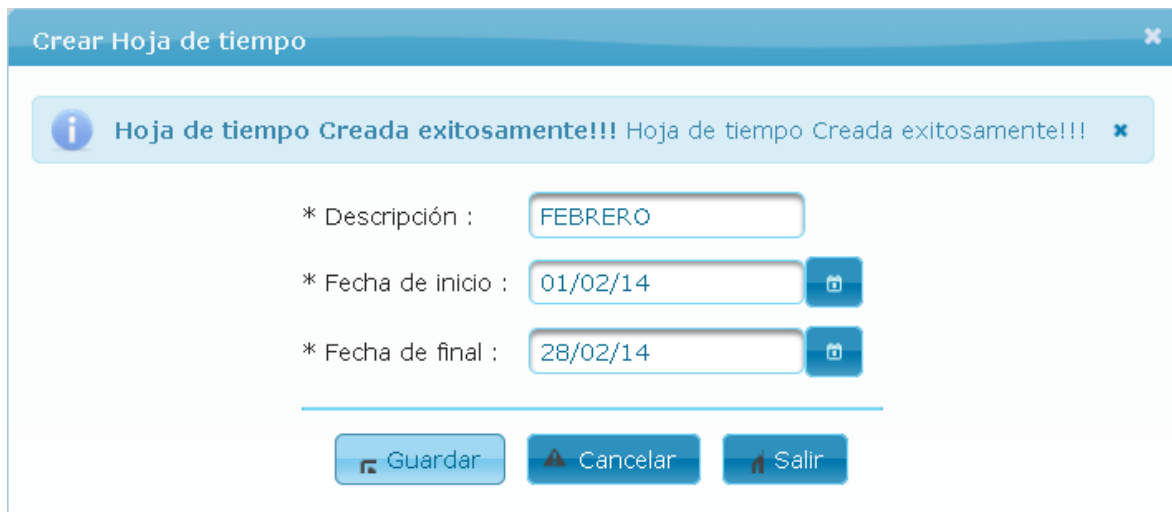 Crear Hoja de tiempo
Hoja de tiempo Creada exitosamente!!! Hoja de tiempo Creada exitosamente!!!
* Descripción : FEBRERO
* Fecha de inicio : 01/02/14
* Fecha de final : 28/02/14
Guardar Cancelar Salir